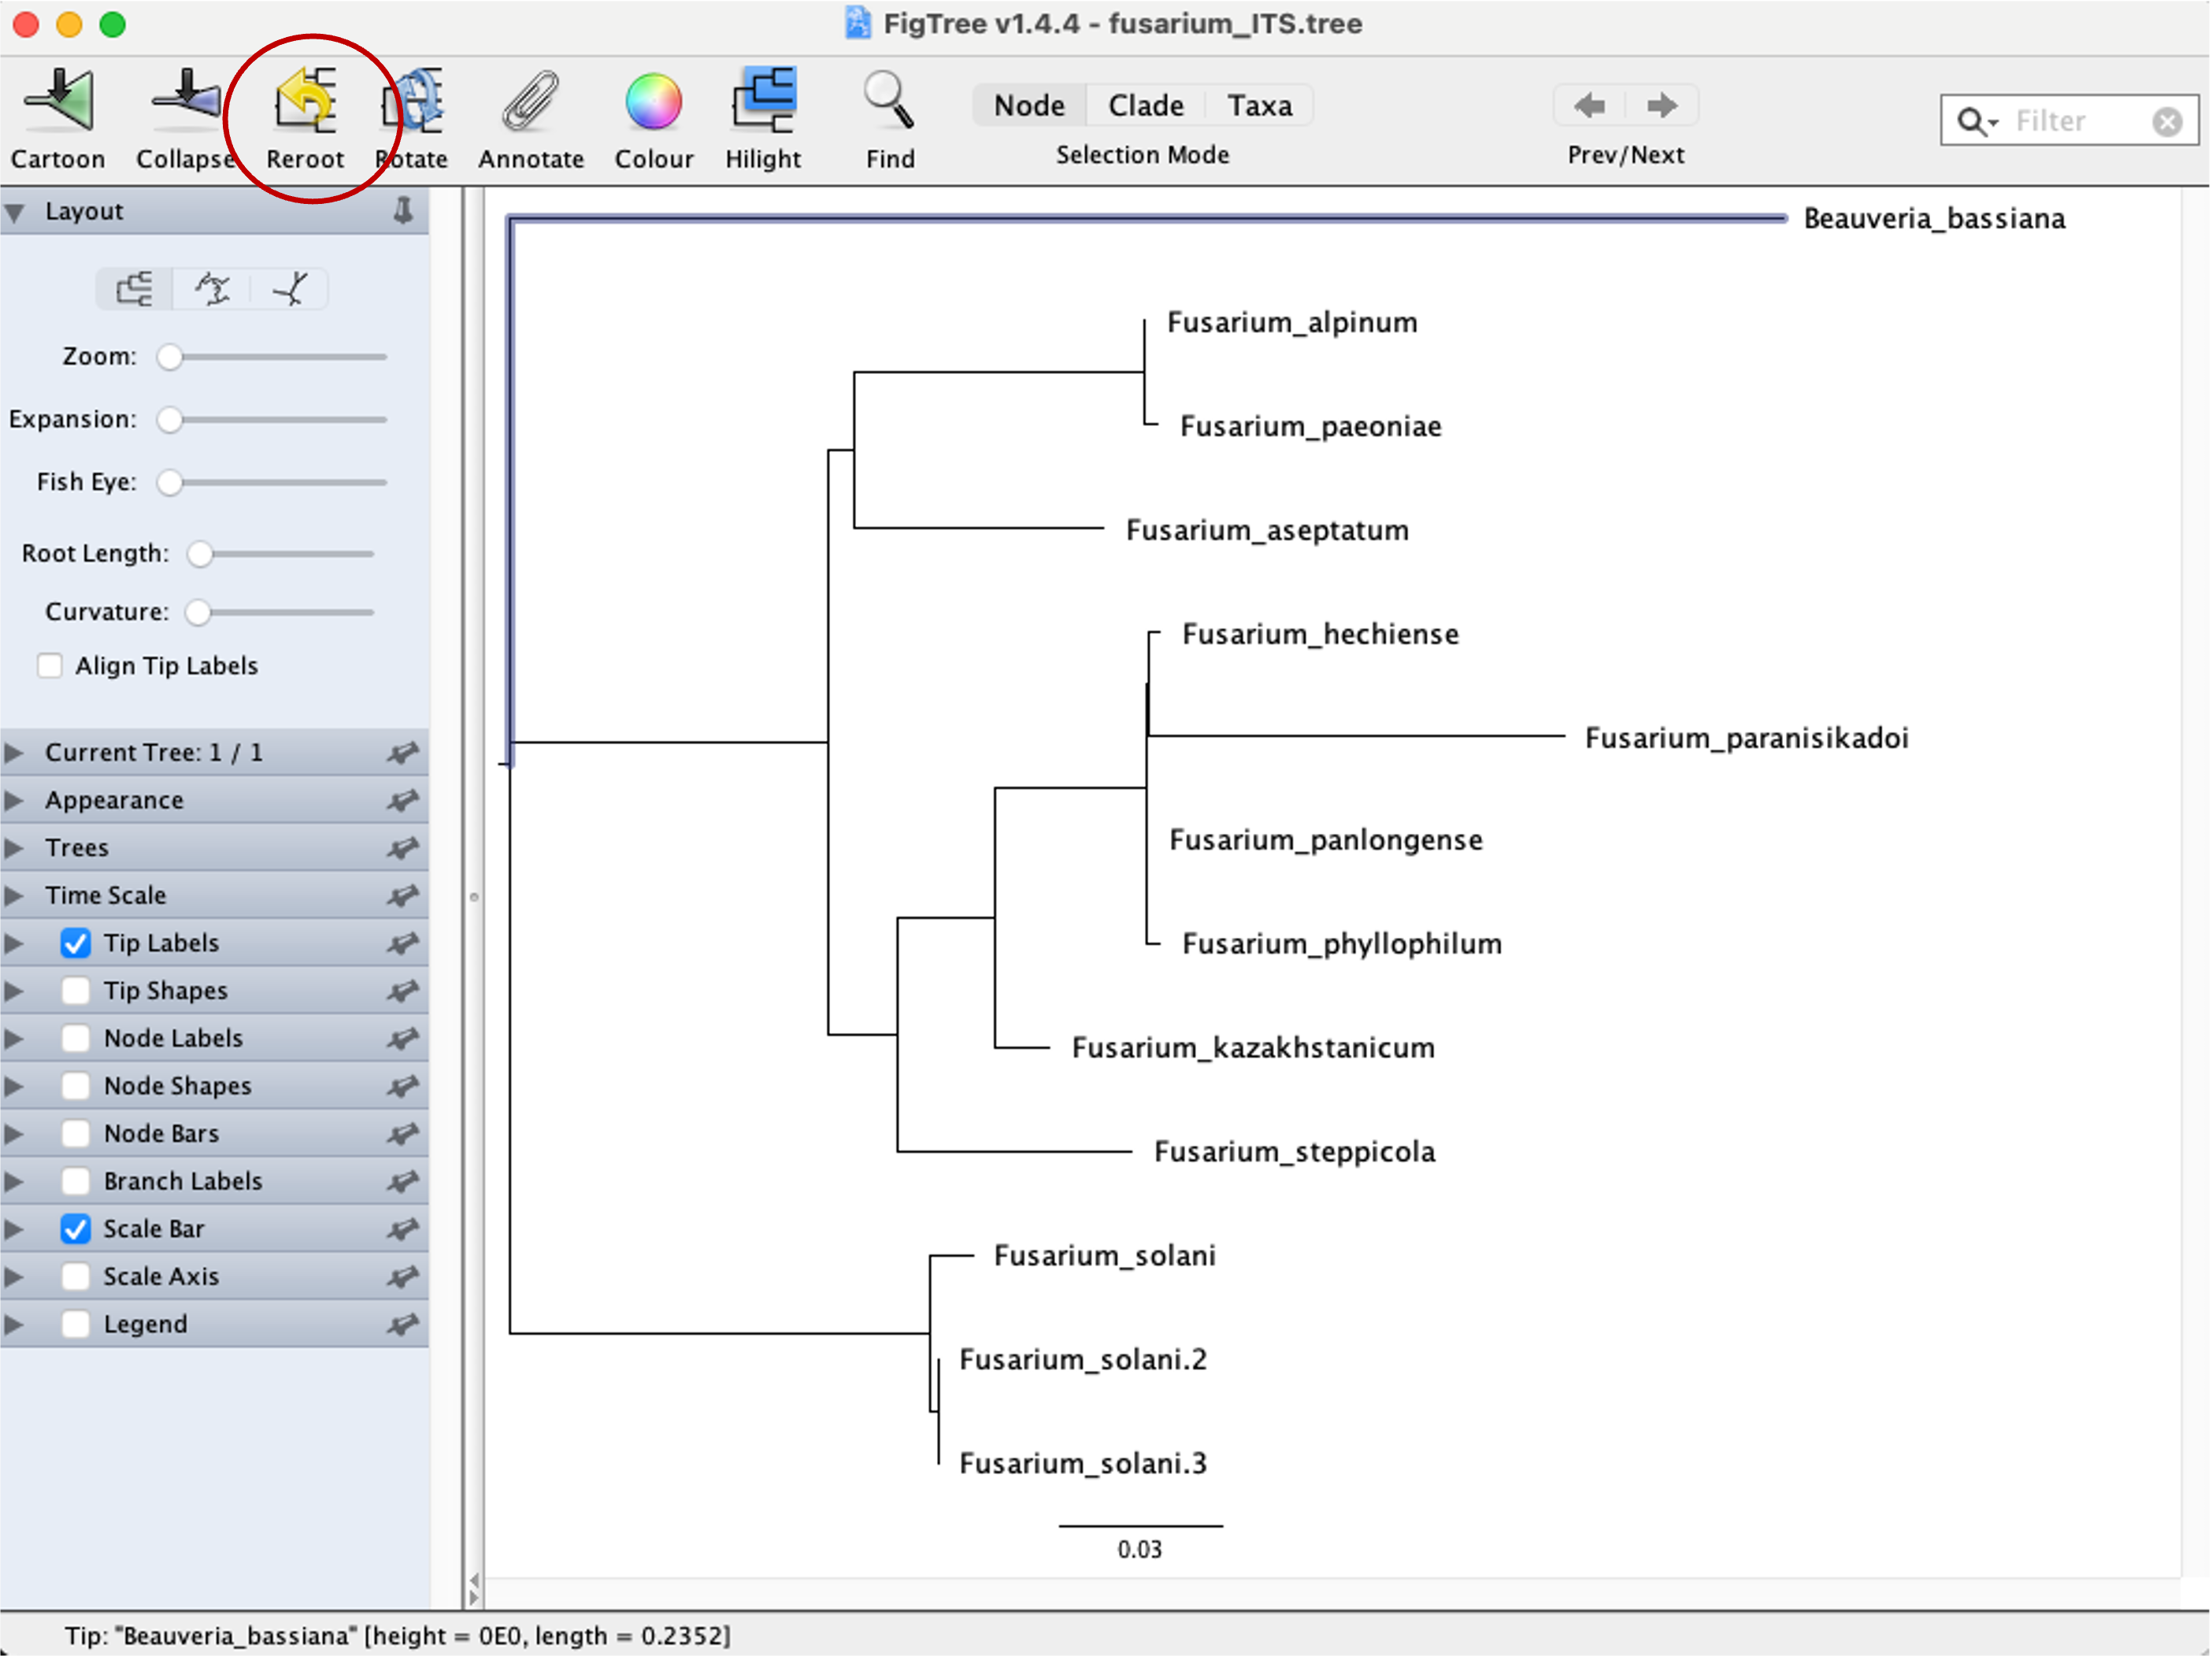 FigTree v1.4.4 - fusarium_ITS.tree
Cartoon Collapse Reroot Rotate Annotate Colour Hilight Find
Node Clade Taxa
Selection Mode
Prev/Next
Filter
Layout
Zoom:
Expansion:
Fish Eye:
Root Length:
Curvature:
Align Tip Labels
Current Tree: 1 / 1
Appearance
Trees
Time Scale
Tip Labels
Tip Shapes
Node Labels
Node Shapes
Node Bars
Branch Labels
Scale Bar
Scale Axis
Legend
Beauveria_bassiana
Fusarium_alpinum
Fusarium_paeoniae
Fusarium_aseptatum
Fusarium_hechiense
Fusarium_paranisikadoi
Fusarium_panlongense
Fusarium_phyllophilum
Fusarium_kazakhstanicum
Fusarium_steppicola
Fusarium_solani
Fusarium_solani.2
Fusarium_solani.3
0.03
Tip: "Beauveria_bassiana" [height = 0E0, length = 0.2352]